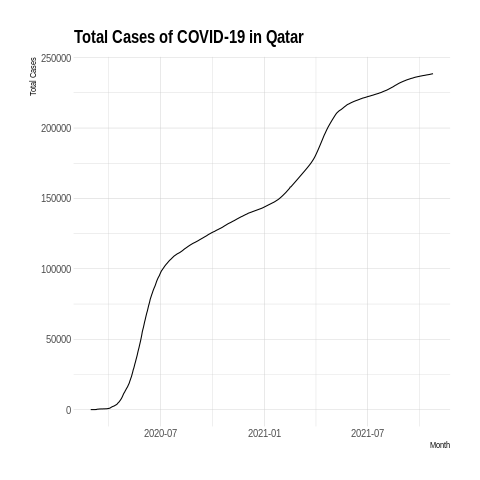 Total Cases of COVID-19 in Qatar
Total Cases
250000
200000
150000
100000
50000
0
2020-07 2021-01 2021-07
Month